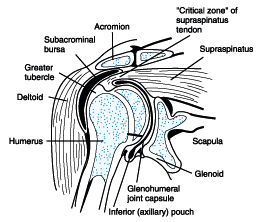 "Critical zone" of
supraspinatus
tendon
Acromion
Subacrominal
bursa
Supraspinatus
Greater
tubercle
Deltoid
Humerus
Scapula
Glenoid
Glenohumeral
joint capsule
Inferior (axillary) pouch